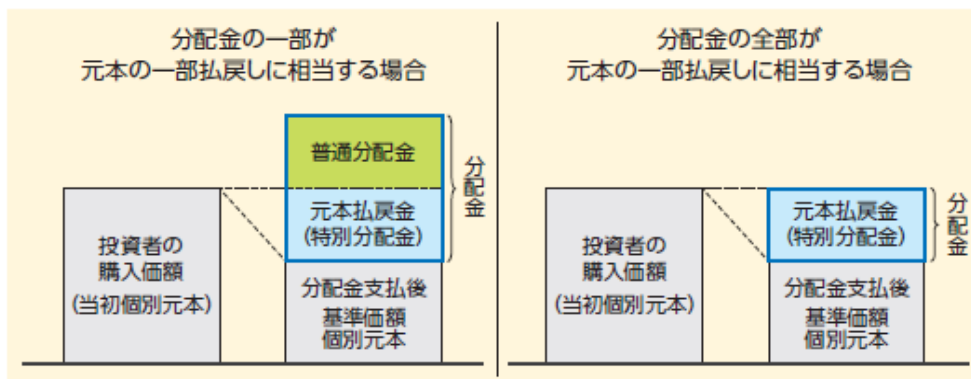 分配金の一部が
元本の一部払戻しに相当する場合
普通分配金
元本払戻金
(特別分配金)
分配金
投資者の
購入価額
(当初個別元本)
分配金支払後
基準価額
個別元本
分配金の全部が
元本の一部払戻しに相当する場合
元本払戻金
(特別分配金)
分配金
投資者の
購入価額
(当初個別元本)
分配金支払後
基準価額
個別元本